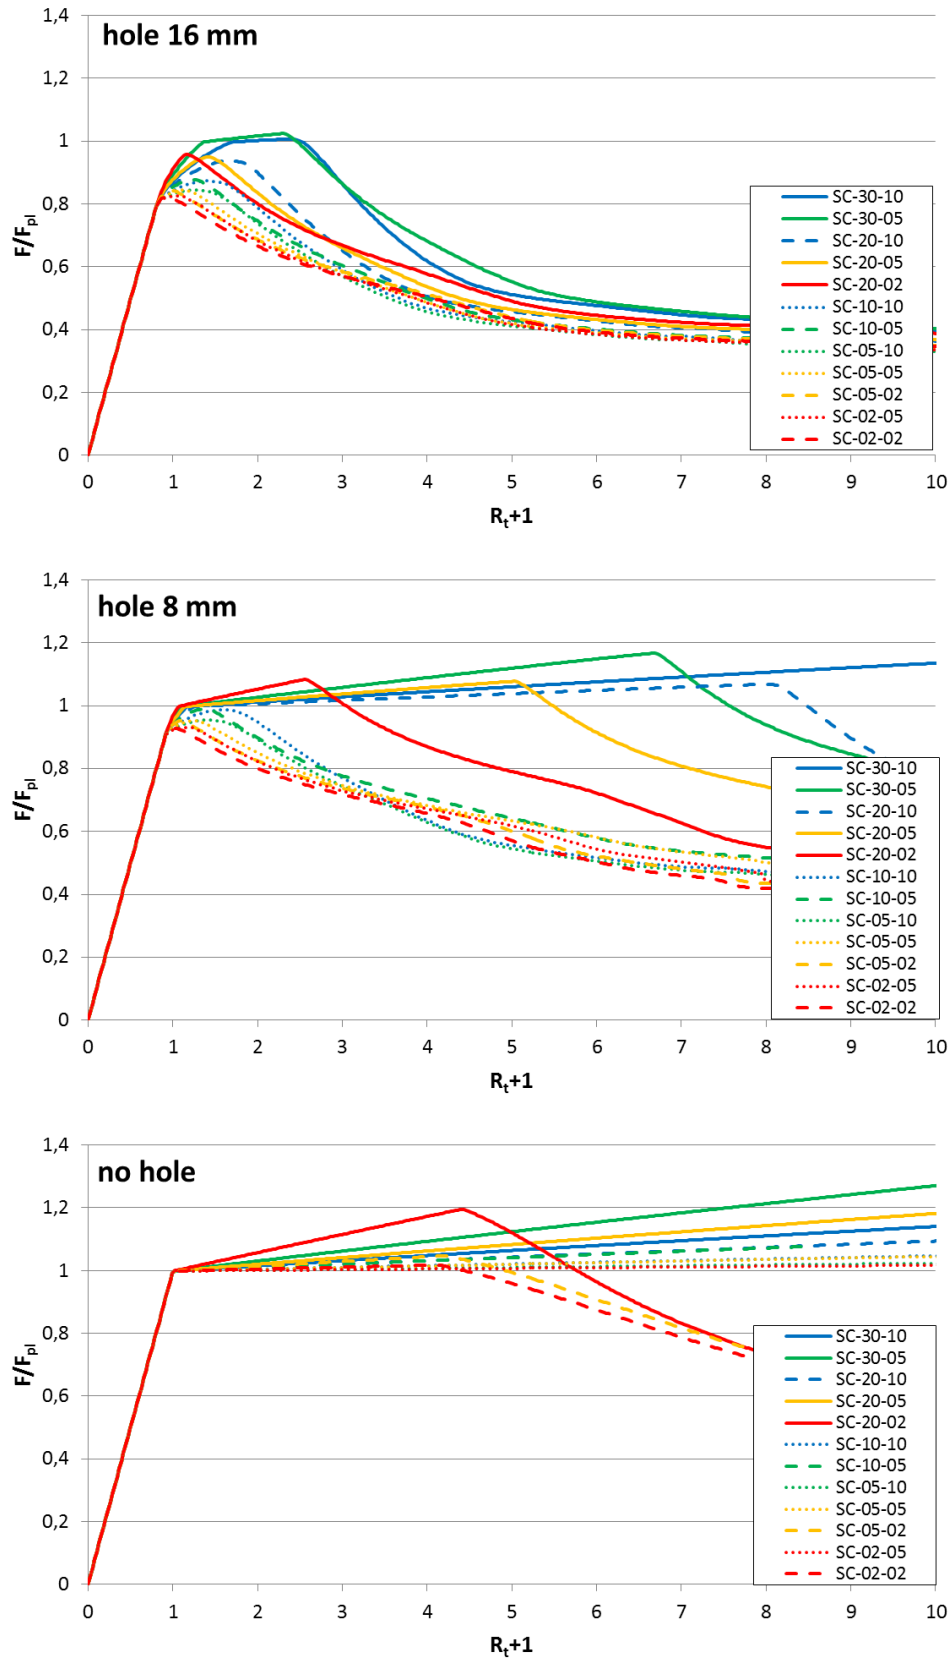 hole 16 mm
1,4
1,2
1
0,8
0,6
0,4
0,2
0
F/Fpl
0 1 2 3 4 5 6 7 8 9 10
Rt+1
SC-30-10
SC-30-05
SC-20-10
SC-20-05
SC-20-02
SC-10-10
SC-10-05
SC-05-10
SC-05-05
SC-05-02
SC-02-05
SC-02-02
hole 8 mm
1,4
1,2
1
0,8
0,6
0,4
0,2
0
F/Fpl
0 1 2 3 4 5 6 7 8 9 10
Rt+1
SC-30-10
SC-30-05
SC-20-10
SC-20-05
SC-20-02
SC-10-10
SC-10-05
SC-05-10
SC-05-05
SC-05-02
SC-02-05
SC-02-02
no hole
1,4
1,2
1
0,8
0,6
0,4
0,2
0
F/Fpl
0 1 2 3 4 5 6 7 8 9 10
Rt+1
SC-30-10
SC-30-05
SC-20-10
SC-20-05
SC-20-02
SC-10-10
SC-10-05
SC-05-10
SC-05-05
SC-05-02
SC-02-05
SC-02-02